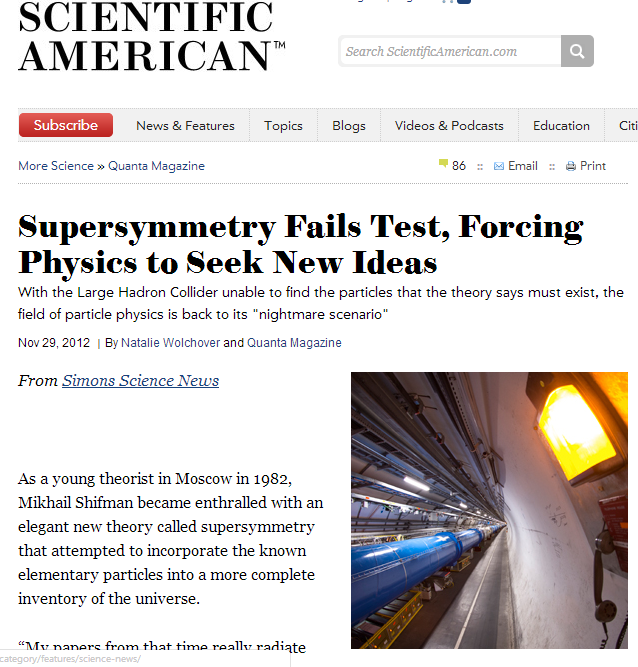 SCIENTIFIC
AMERICAN™
Search ScientificAmerican.com
Subscribe News & Features Topics Blogs Videos & Podcasts Education Citi
More Science » Quanta Magazine 86 :: Email :: Print
Supersymmetry Fails Test, Forcing
Physics to Seek New Ideas
With the Large Hadron Collider unable to find the particles that the theory says must exist, the
field of particle physics is back to its "nightmare scenario"
Nov 29, 2012 | By Natalie Wolchover and Quanta Magazine
From Simons Science News
As a young theorist in Moscow in 1982,
Mikhail Shifman became enthralled with an
elegant new theory called supersymmetry
that attempted to incorporate the known
elementary particles into a more complete
inventory of the universe.
“My papers from that time really radiate
category/features/science-news/